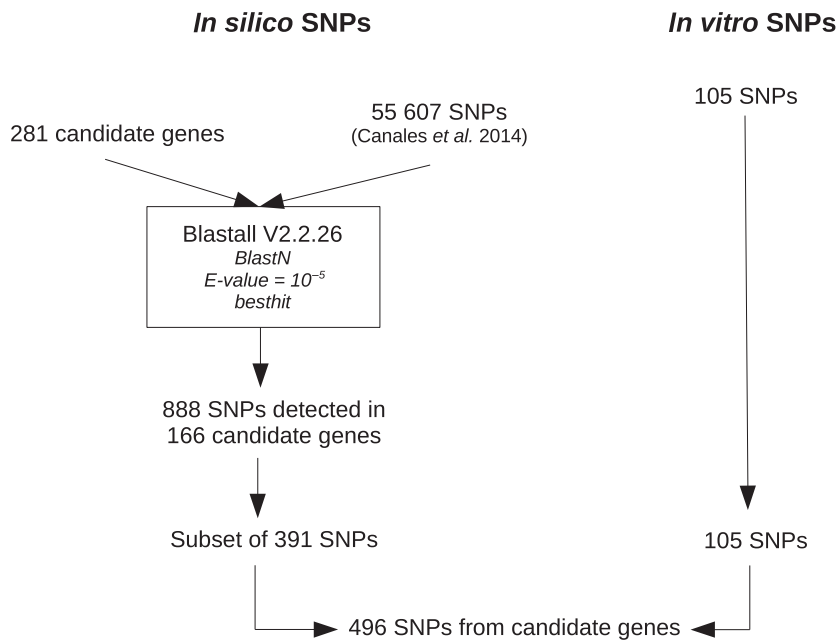 In silico SNPs
In vitro SNPs
281 candidate genes
55 607 SNPs
(Canales et al. 2014)
105 SNPs
Blastall V2.2.26
BlastN
E-value = 10⁻⁵
besthit
888 SNPs detected in
166 candidate genes
Subset of 391 SNPs
105 SNPs
496 SNPs from candidate genes